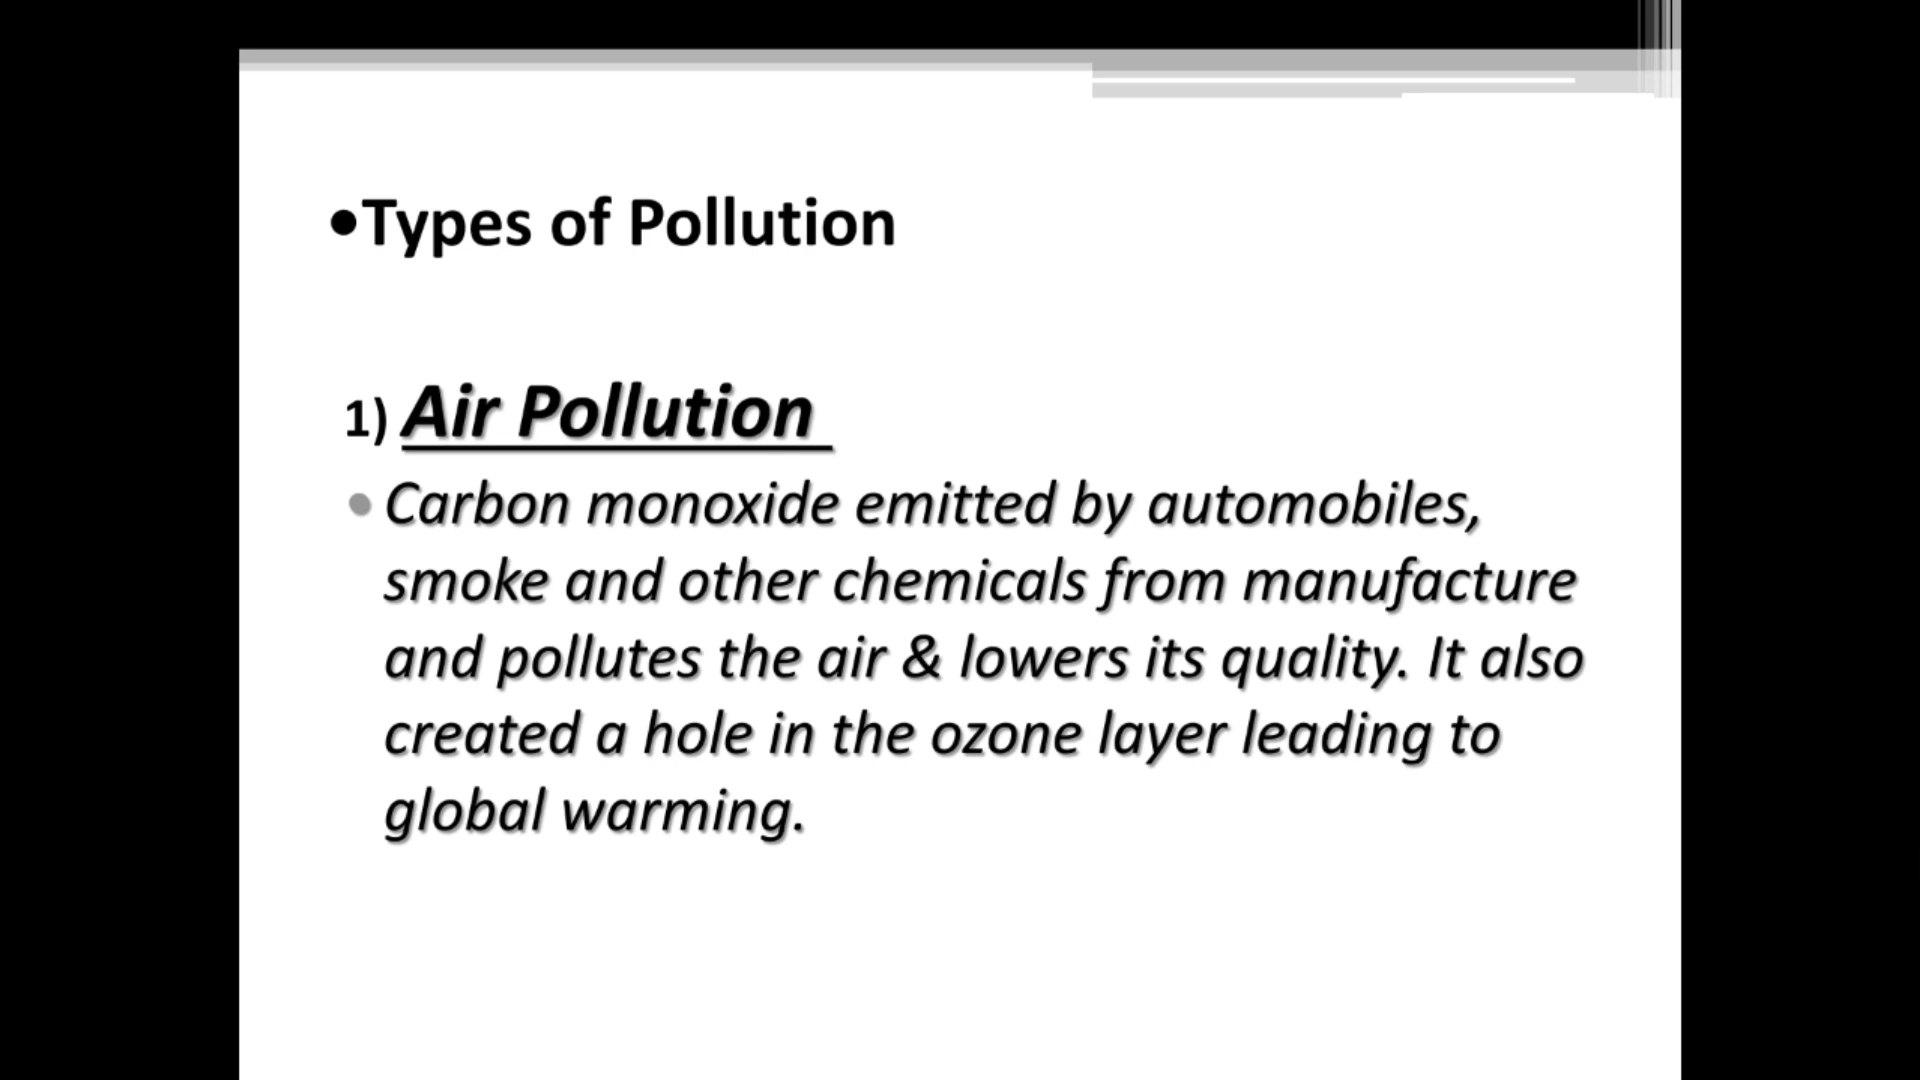 •Types of Pollution
1) Air Pollution
• Carbon monoxide emitted by automobiles,
smoke and other chemicals from manufacture
and pollutes the air & lowers its quality. It also
created a hole in the ozone layer leading to
global warming.